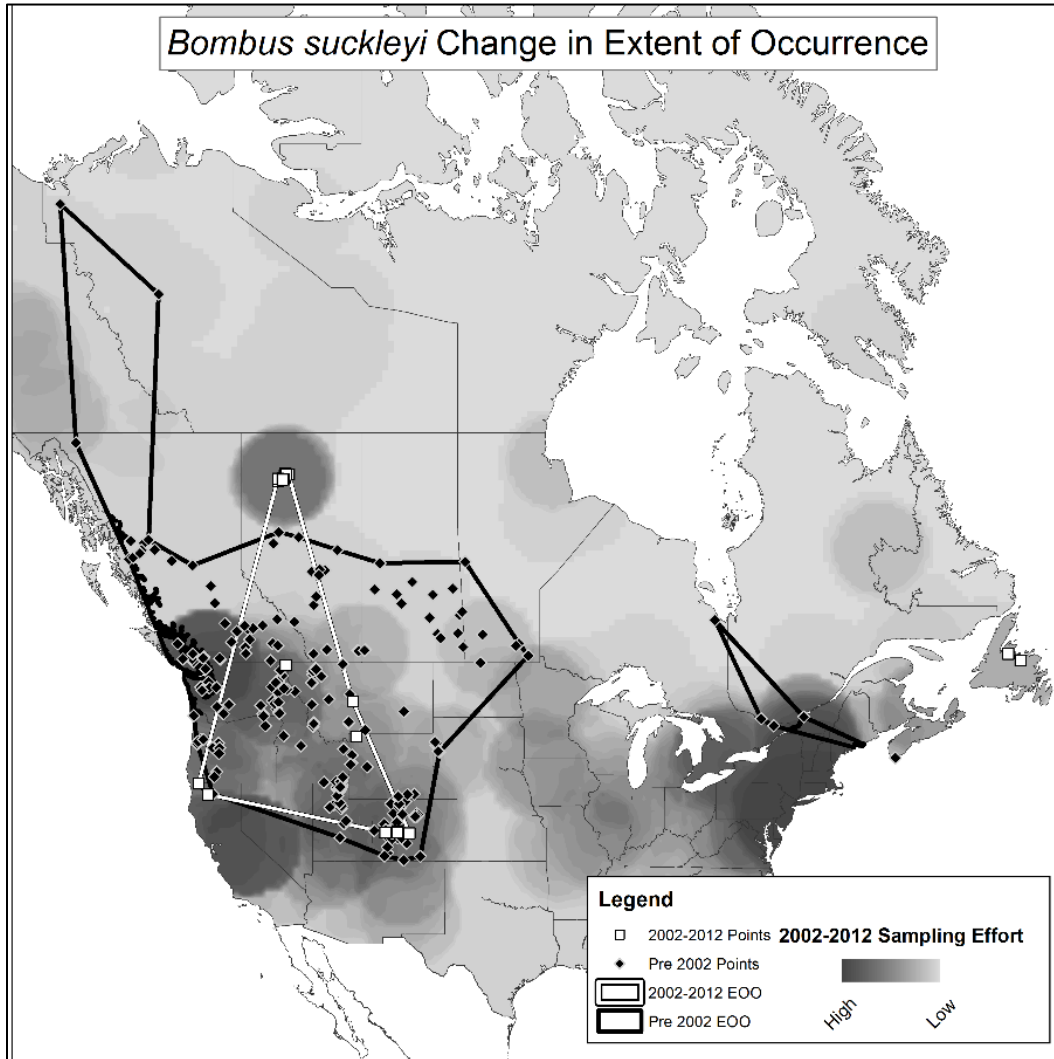 Bombus suckleyi Change in Extent of Occurrence
Legend
2002-2012 Points
Pre 2002 Points
2002-2012 EOO
Pre 2002 EOO
2002-2012 Sampling Effort
High
Low